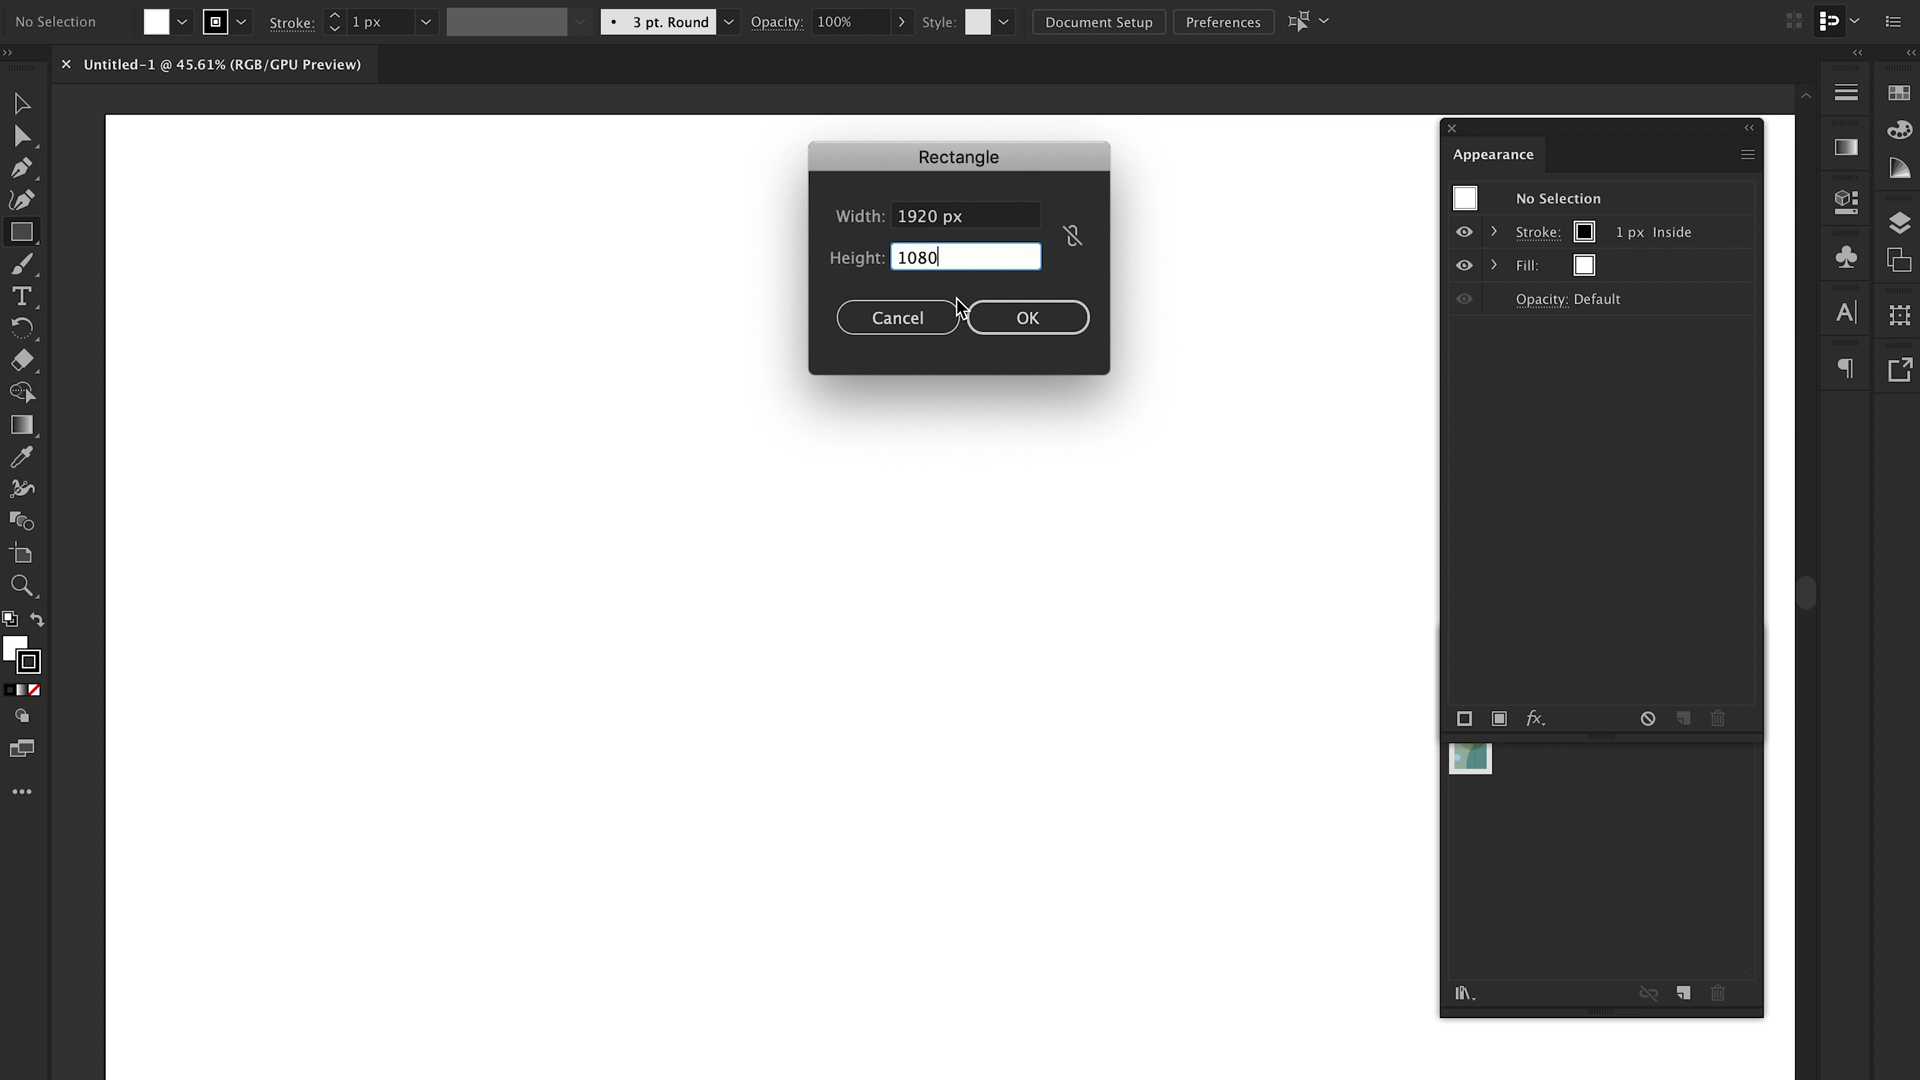 No Selection
Stroke: 1 px
3 pt. Round
Opacity: 100%
Style:
Document Setup
Preferences
Untitled-1 @ 45.61% (RGB/GPU Preview)
Rectangle
Width: 1920 px
Height: 1080
Cancel
OK
Appearance
No Selection
Stroke: 1 px Inside
Fill:
Opacity: Default
fx